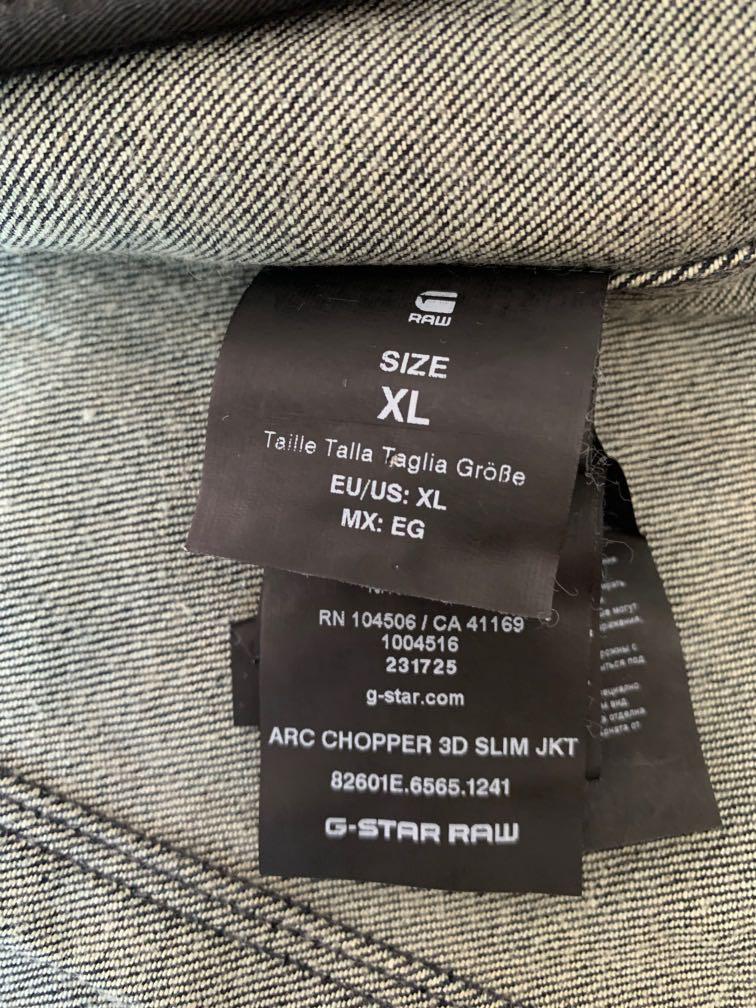 RAW
SIZE
XL
Taille Talla Taglia Größe
EU/US: XL
MX: EG
RN 104506 / CA 41169
1004516
231725
g-star.com
ARC CHOPPER 3D SLIM JKT
82601E.6565.1241
G-STAR RAW
могут